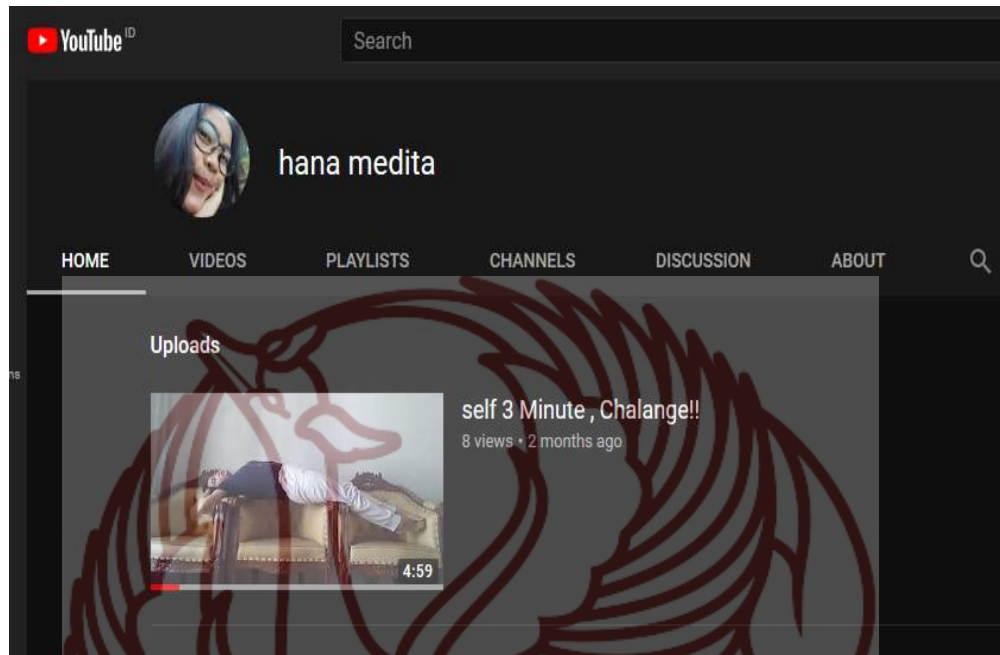 YouTube ID
Search
hana medita
HOME VIDEOS PLAYLISTS CHANNELS DISCUSSION ABOUT
Uploads
ns
self 3 Minute , Chalange!!
8 views • 2 months ago
4:59